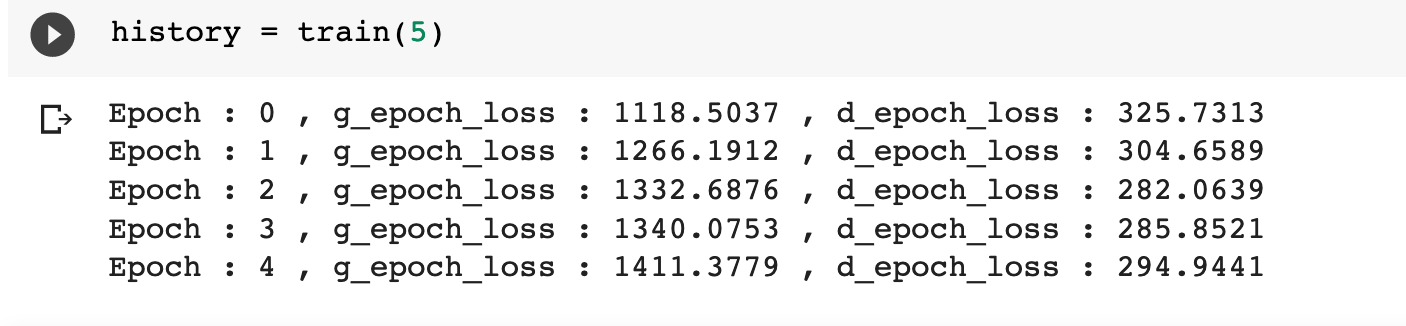 history = train(5)
Epoch : 0 , g_epoch_loss : 1118.5037 , d_epoch_loss : 325.7313
Epoch : 1 , g_epoch_loss : 1266.1912 , d_epoch_loss : 304.6589
Epoch : 2 , g_epoch_loss : 1332.6876 , d_epoch_loss : 282.0639
Epoch : 3 , g_epoch_loss : 1340.0753 , d_epoch_loss : 285.8521
Epoch : 4 , g_epoch_loss : 1411.3779 , d_epoch_loss : 294.9441